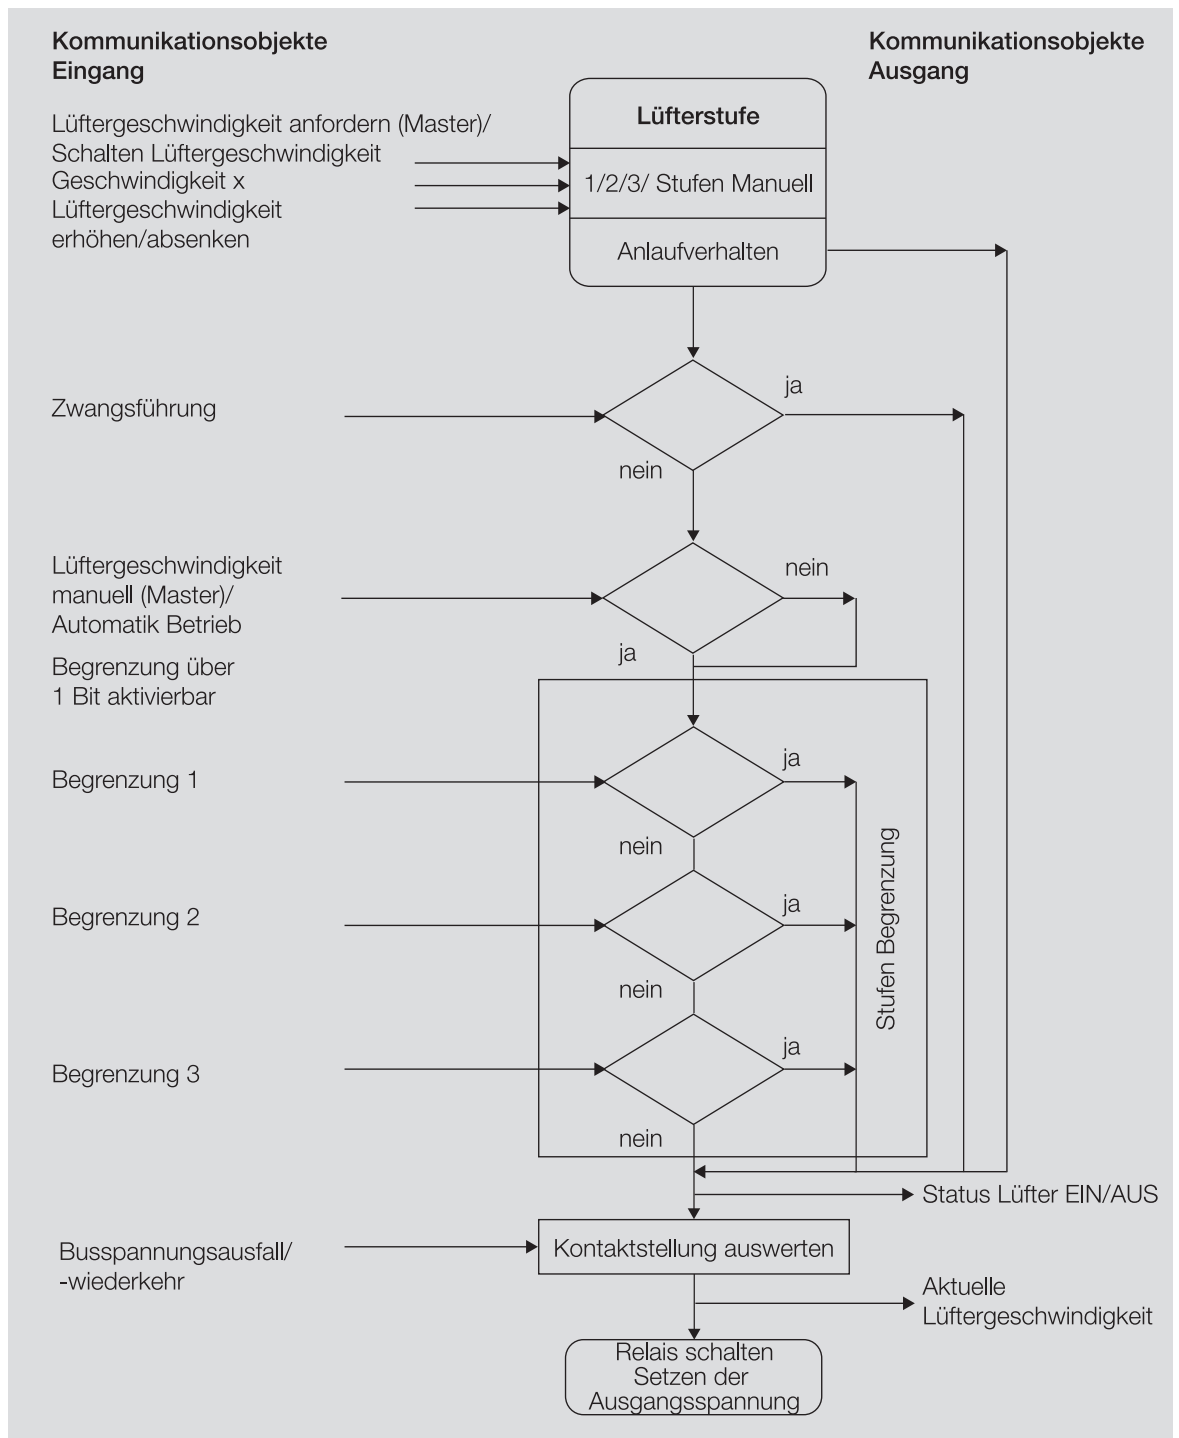 Kommunikationsobjekte
Eingang
Kommunikationsobjekte
Ausgang
Lüfterstufe
Lüftergeschwindigkeit anfordern (Master)/
Schalten Lüftergeschwindigkeit
Geschwindigkeit x
Lüftergeschwindigkeit
erhöhen/absenken
1/2/3/ Stufen Manuell
Anlaufverhalten
ja
Zwangsführung
nein
Lüftergeschwindigkeit
manuell (Master)/
Automatik Betrieb
nein
ja
Begrenzung über
1 Bit aktivierbar
Begrenzung 1
ja
nein
Begrenzung 2
ja
nein
Begrenzung 3
ja
nein
Stufen Begrenzung
Status Lüfter EIN/AUS
Busspannungsausfall/
-wiederkehr
Kontaktstellung auswerten
Aktuelle
Lüftergeschwindigkeit
Relais schalten
Setzen der
Ausgangsspannung